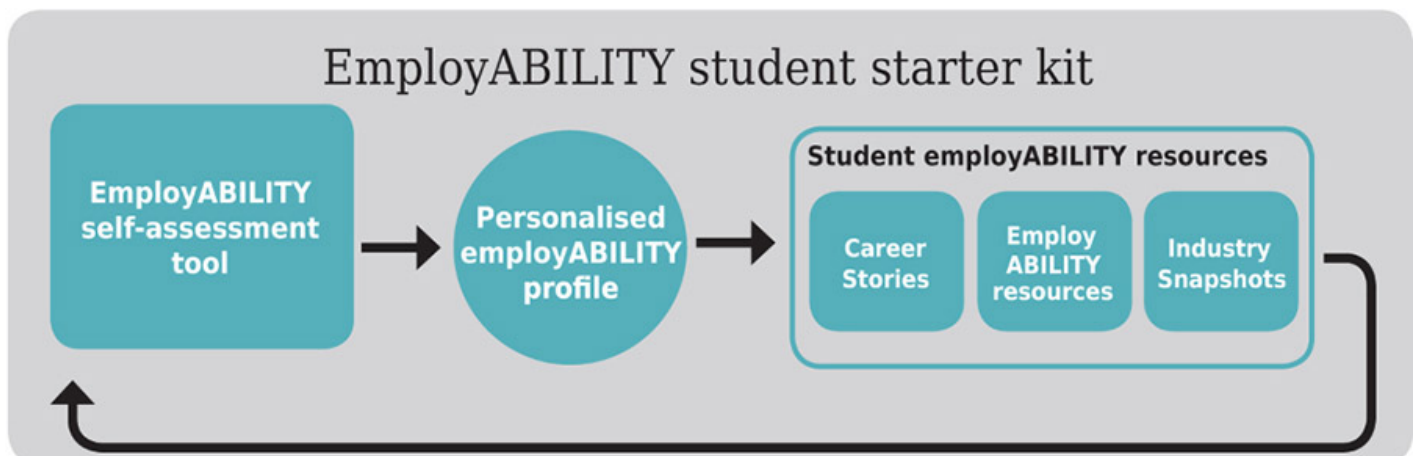 EmployABILITY student starter kit
EmployABILITY
self-assessment
tool
Personalised
employABILITY
profile
Student employABILITY resources
Career
Stories
Employ
ABILITY
resources
Industry
Snapshots